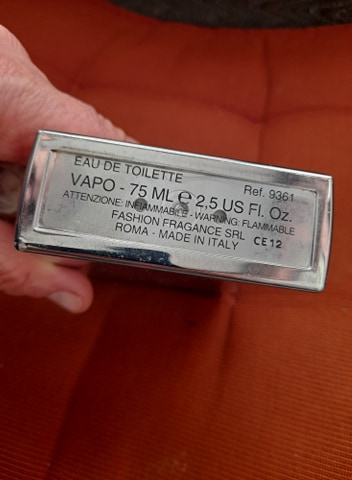 EAU DE TOILETTE
Ref. 9361
VAPO - 75 ML ℮ 2,5 US Fl. Oz.
ATTENZIONE: INFIAMMABILE - WARNING: FLAMMABLE
FASHION FRAGANCE SRL
ROMA - MADE IN ITALY
CE12